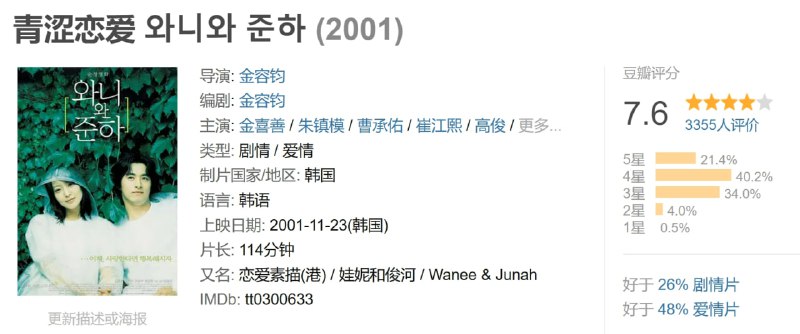 青涩恋爱 와니와 준하 (2001)
와니
와
준하
导演: 金容钧
编剧: 金容钧
主演: 金喜善 / 朱镇模 / 曹承佑 / 崔江熙 / 高俊 / 更多...
类型: 剧情 / 爱情
制片国家/地区: 韩国
语言: 韩语
上映日期: 2001-11-23(韩国)
片长: 114分钟
又名: 恋爱素描(港) / 娃妮和俊河 / Wanee & Junah
IMDb: tt0300633
更新描述或海报
豆瓣评分
7.6
3355人评价
5星 21.4%
4星 40.2%
3星 34.0%
2星 4.0%
1星 0.5%
好于 26% 剧情片
好于 48% 爱情片